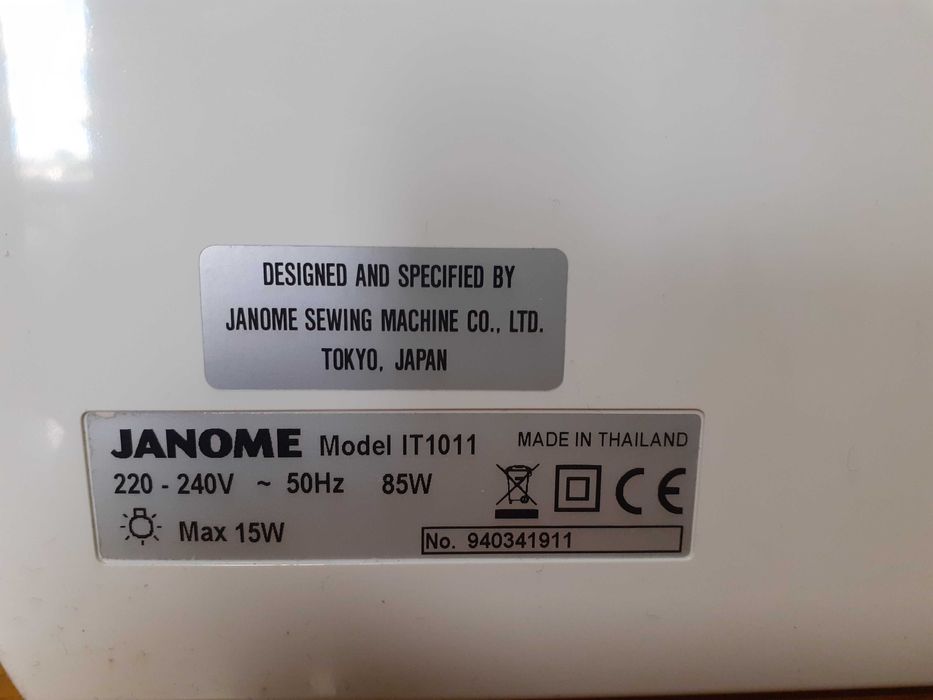 DESIGNED AND SPECIFIED BY
JANOME SEWING MACHINE CO., LTD.
TOKYO, JAPAN
JANOME Model IT1011 MADE IN THAILAND
220 - 240V ~ 50Hz 85W CE
Max 15W
No. 940341911